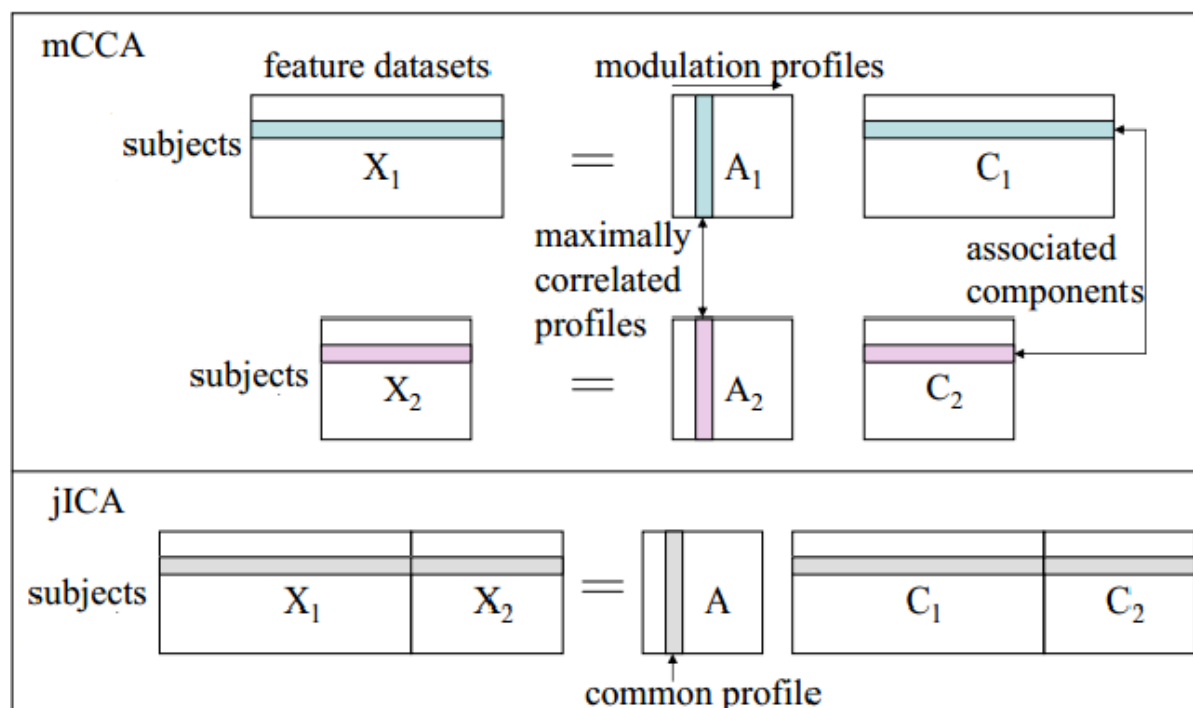 mCCA
feature datasets
modulation profiles
subjects
X₁
=
A₁
C₁
maximally
correlated
profiles
associated
components
subjects
X₂
=
A₂
C₂
jICA
subjects
X₁
X₂
=
A
C₁
C₂
common profile